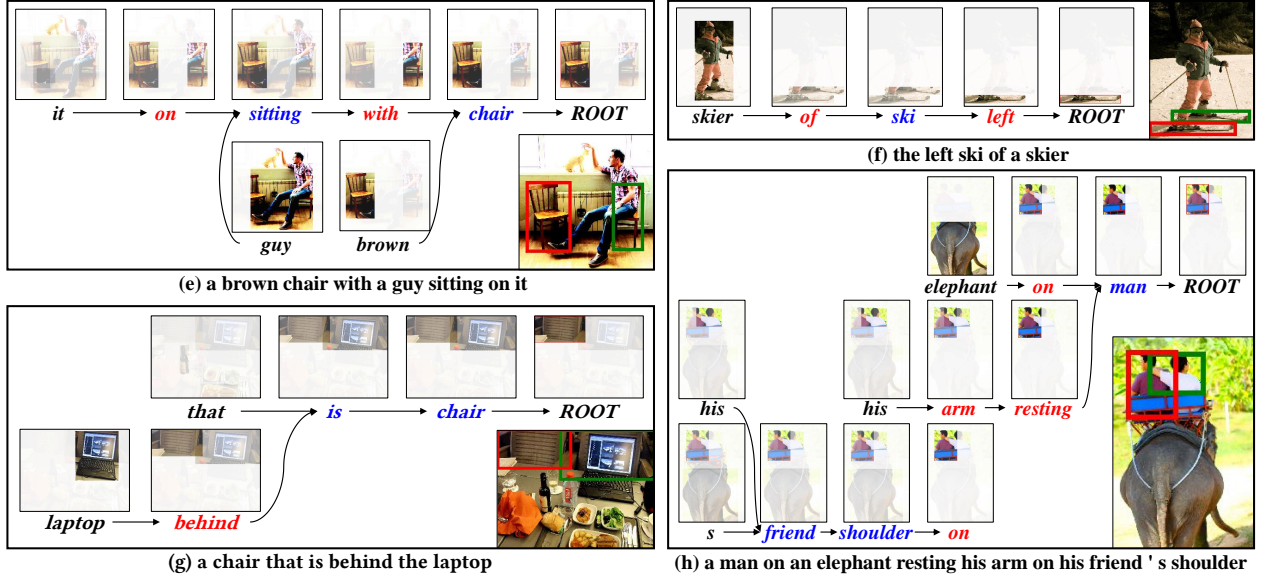 it on sitting with chair ROOT
guy brown
(e) a brown chair with a guy sitting on it
skier of ski left ROOT
(f) the left ski of a skier
that is chair ROOT
laptop behind
(g) a chair that is behind the laptop
elephant on man ROOT
his his arm resting
s friend shoulder on
(h) a man on an elephant resting his arm on his friend ' s shoulder